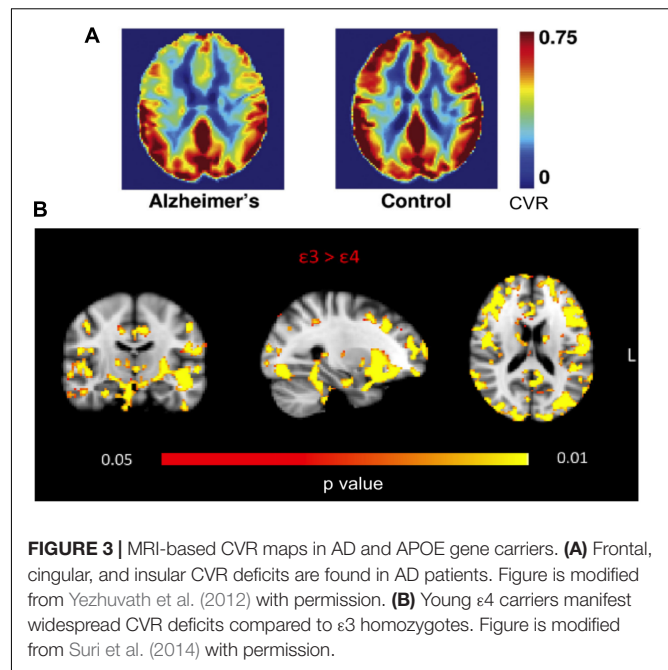 A
0.75
0
Alzheimer's
Control
CVR
B
ε3 > ε4
L
0.05
0.01
p value
FIGURE 3 | MRI-based CVR maps in AD and APOE gene carriers. (A) Frontal,
cingular, and insular CVR deficits are found in AD patients. Figure is modified
from Yezhuvath et al. (2012) with permission. (B) Young ε4 carriers manifest
widespread CVR deficits compared to ε3 homozygotes. Figure is modified
from Suri et al. (2014) with permission.